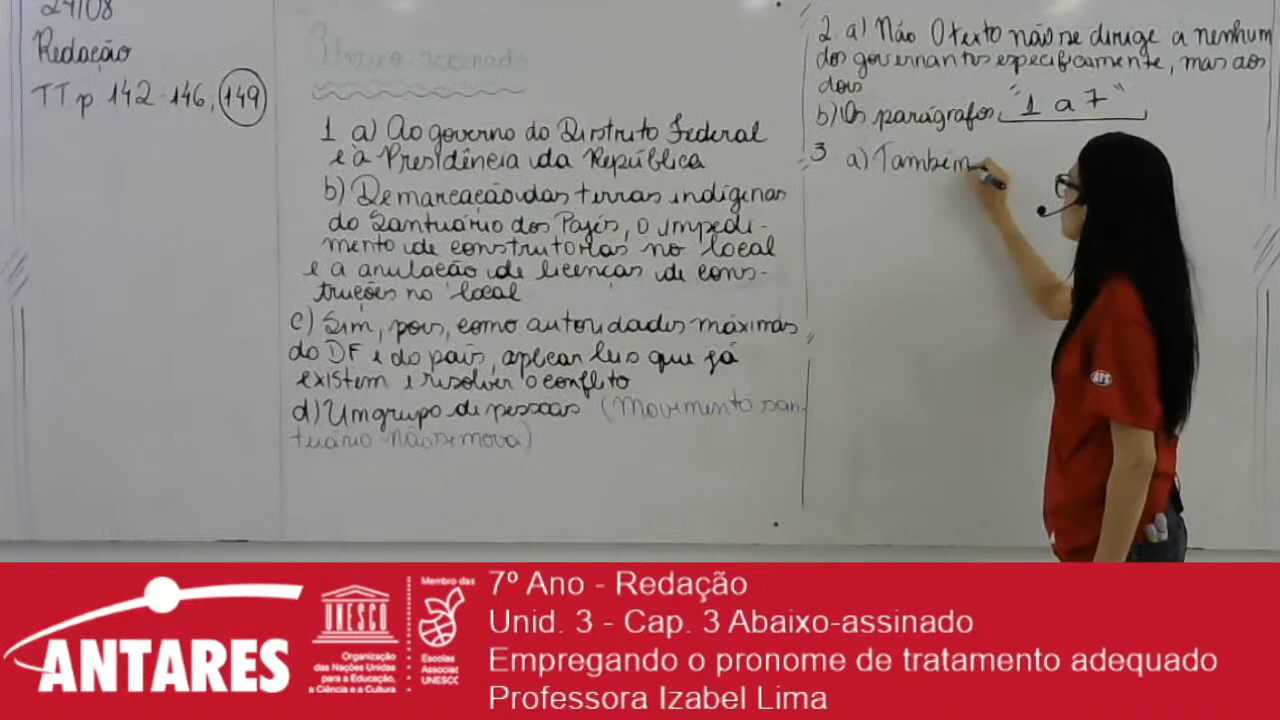 24/08
Redação
TT p 142-146, 149
Abaixo-assinado
1 a) Ao governo do Distrito Federal
e à Presidência da República
b) Demarcação das terras indígenas
do Santuário dos Pajés, o impedi-
mento de construtoras no local
e a anulação de licenças de cons-
truções no local
c) Sim, pois, como autoridades máximas
do DF e do país, aplicar leis que já
existem e resolver o conflito
d) Um grupo de pessoas (Movimento san-
tuário não se mova)
2 a) Não O texto não se dirige a nenhum
dos governantes especificamente, mas aos
dois
b) Os parágrafos "1 a 7"
3 a) Também
ANTARES
UNESCO
Organização
das Nações Unidas
para a Educação,
a Ciência e a Cultura
Membro das
Escolas
Associadas
UNESCO
7º Ano - Redação
Unid. 3 - Cap. 3 Abaixo-assinado
Empregando o pronome de tratamento adequado
Professora Izabel Lima